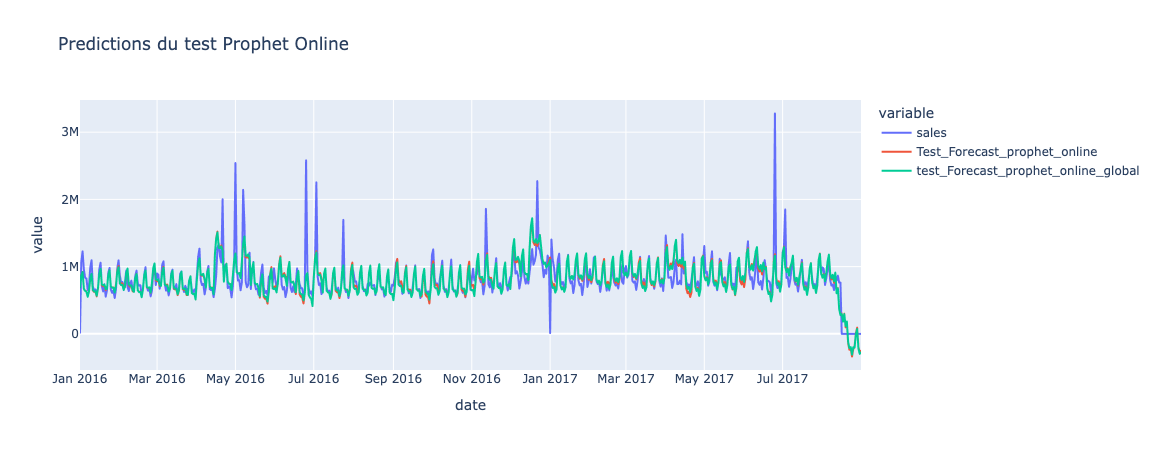 Predictions du test Prophet Online
variable
sales
Test_Forecast_prophet_online
test_Forecast_prophet_online_global
value
3M
2M
1M
0
Jan 2016 Mar 2016 May 2016 Jul 2016 Sep 2016 Nov 2016 Jan 2017 Mar 2017 May 2017 Jul 2017
date